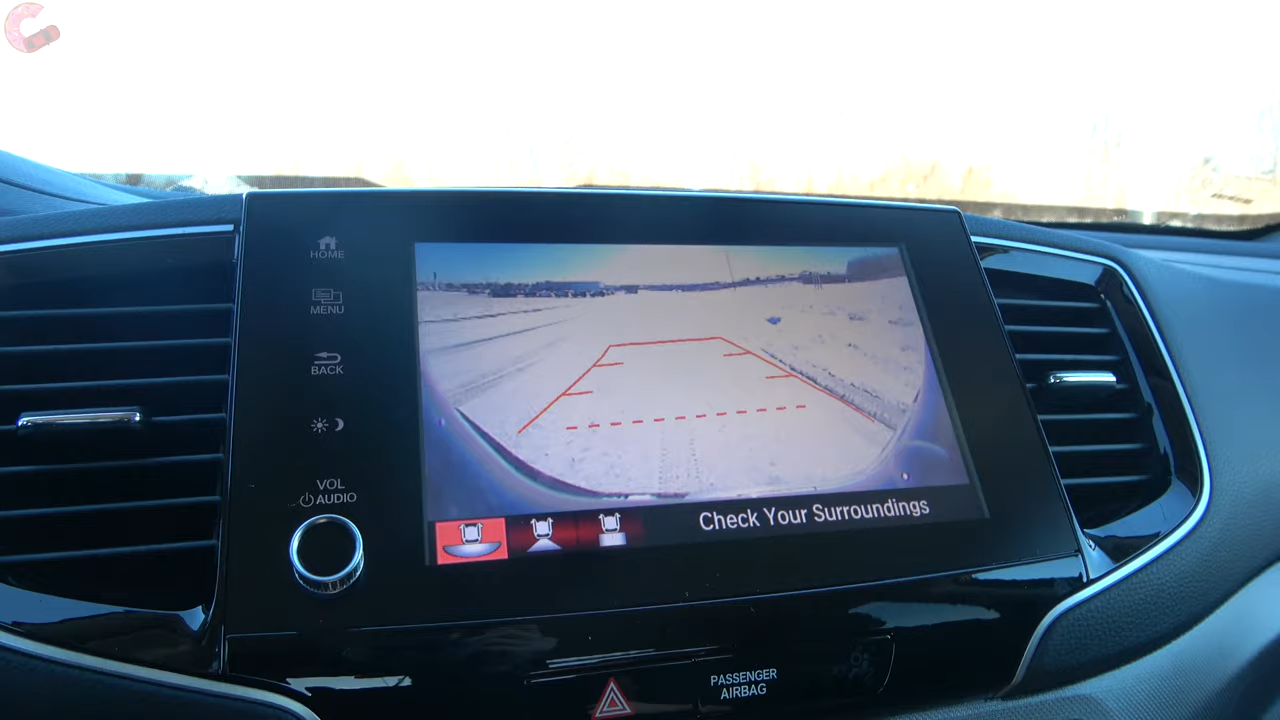 HOME
MENU
BACK
VOL
AUDIO
Check Your Surroundings
PASSENGER
AIRBAG